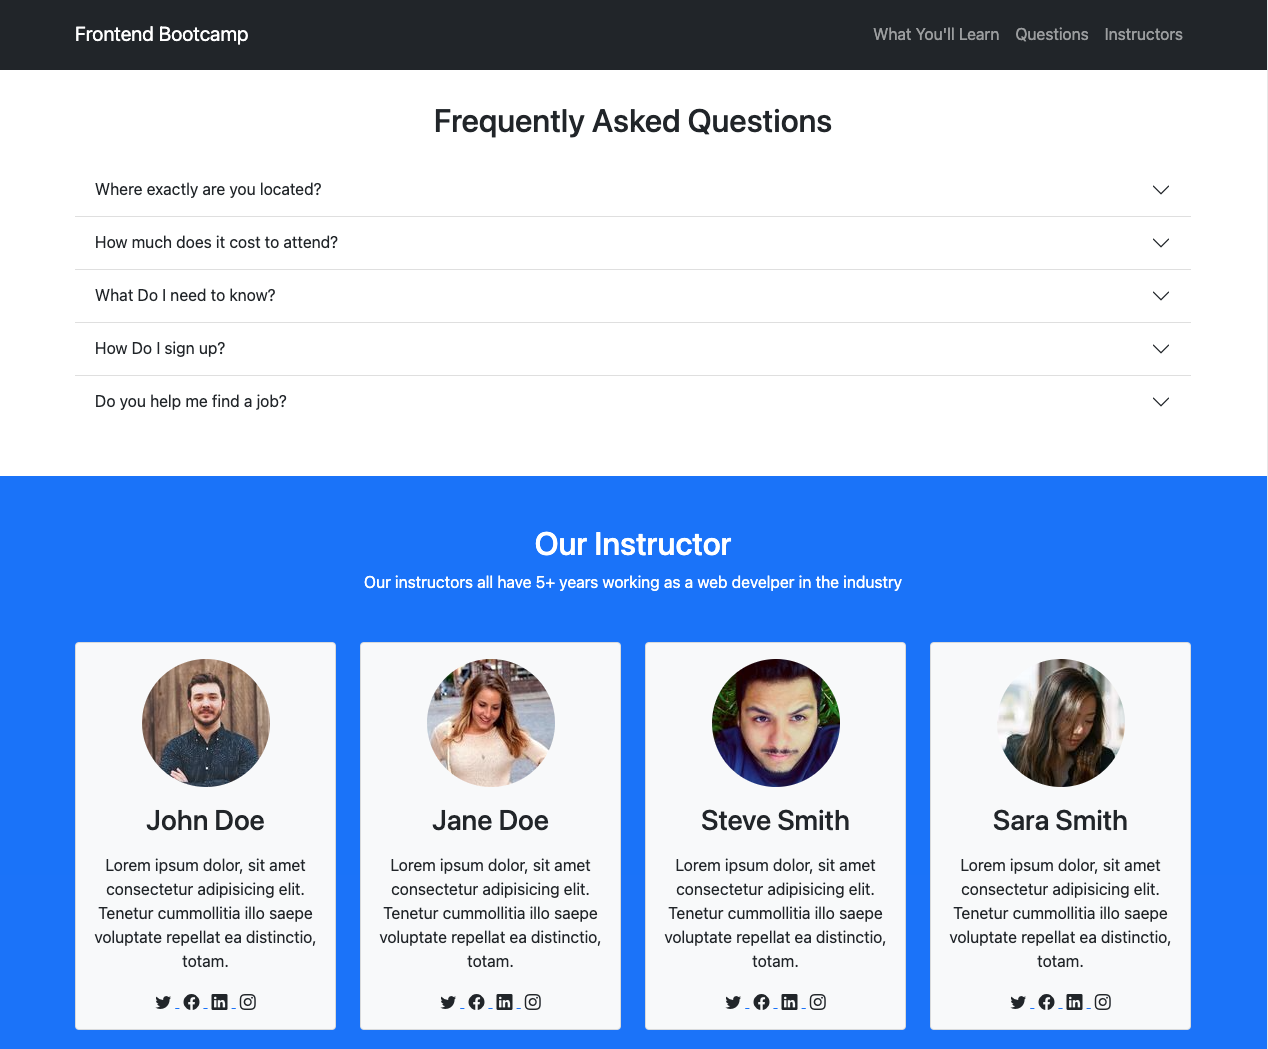 Frontend Bootcamp
What You'll Learn Questions Instructors
Frequently Asked Questions
Where exactly are you located?
How much does it cost to attend?
What Do I need to know?
How Do I sign up?
Do you help me find a job?
Our Instructor
Our instructors all have 5+ years working as a web develper in the industry
John Doe
Lorem ipsum dolor, sit amet
consectetur adipisicing elit.
Tenetur cummollitia illo saepe
voluptate repellat ea distinctio,
totam.
Jane Doe
Lorem ipsum dolor, sit amet
consectetur adipisicing elit.
Tenetur cummollitia illo saepe
voluptate repellat ea distinctio,
totam.
Steve Smith
Lorem ipsum dolor, sit amet
consectetur adipisicing elit.
Tenetur cummollitia illo saepe
voluptate repellat ea distinctio,
totam.
Sara Smith
Lorem ipsum dolor, sit amet
consectetur adipisicing elit.
Tenetur cummollitia illo saepe
voluptate repellat ea distinctio,
totam.